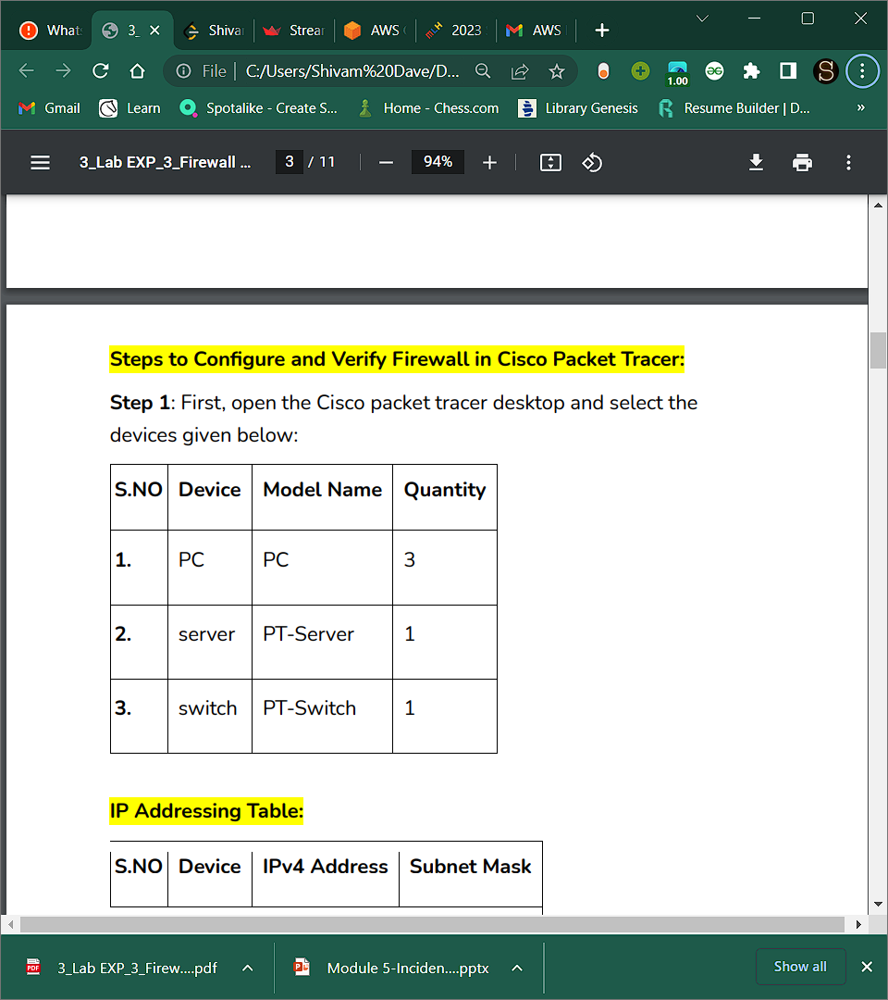 What
3_
Shiva
Strea
AWS
2023
AWS
File
C:/Users/Shivam%20Dave/D...
1.00
S
Gmail
Learn
Spotalike - Create S...
Home - Chess.com
Library Genesis
Resume Builder | D...
»
3_Lab EXP_3_Firewall ...
3 / 11
94%
Steps to Configure and Verify Firewall in Cisco Packet Tracer:
Step 1: First, open the Cisco packet tracer desktop and select the
devices given below:
S.NO Device Model Name Quantity
1. PC PC 3
2. server PT-Server 1
3. switch PT-Switch 1
IP Addressing Table:
S.NO Device IPv4 Address Subnet Mask
PDF
3_Lab EXP_3_Firew....pdf
Module 5-Inciden....pptx
Show all